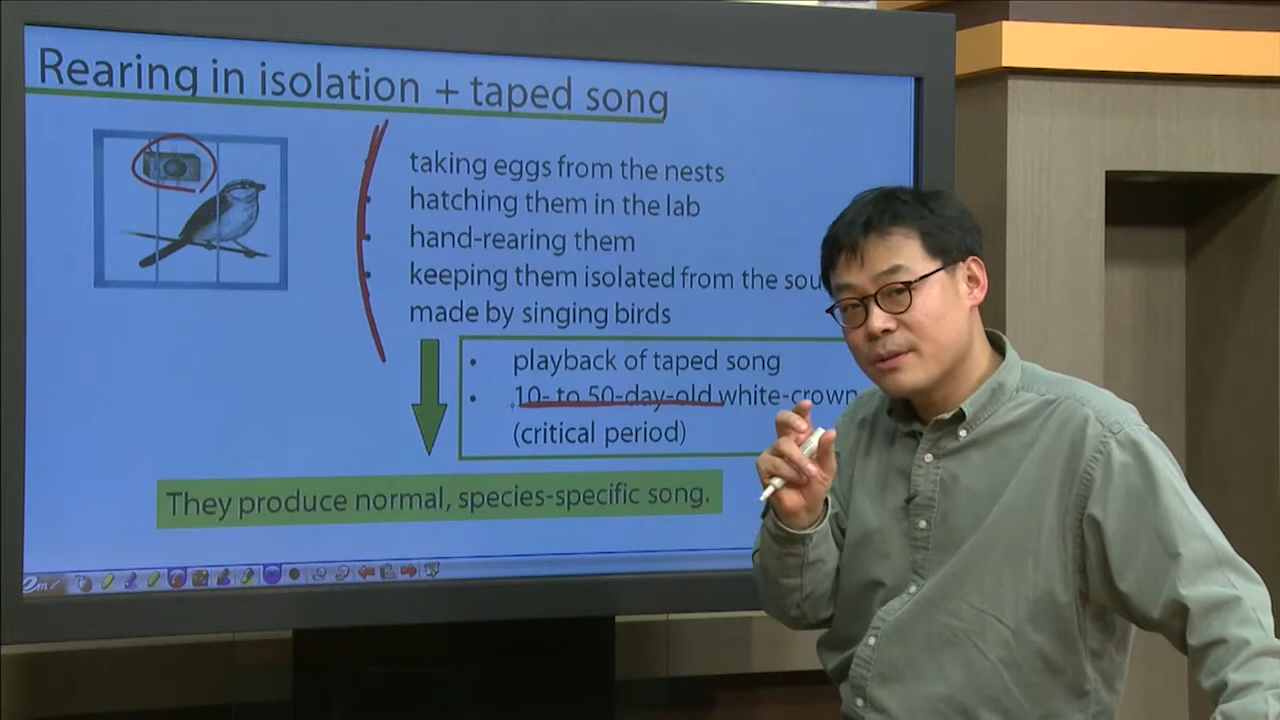 Rearing in isolation + taped song
taking eggs from the nests
hatching them in the lab
hand-rearing them
keeping them isolated from the
made by singing birds
• playback of taped song
• 10- to 50-day-old white-crown
(critical period)
They produce normal, species-specific song.